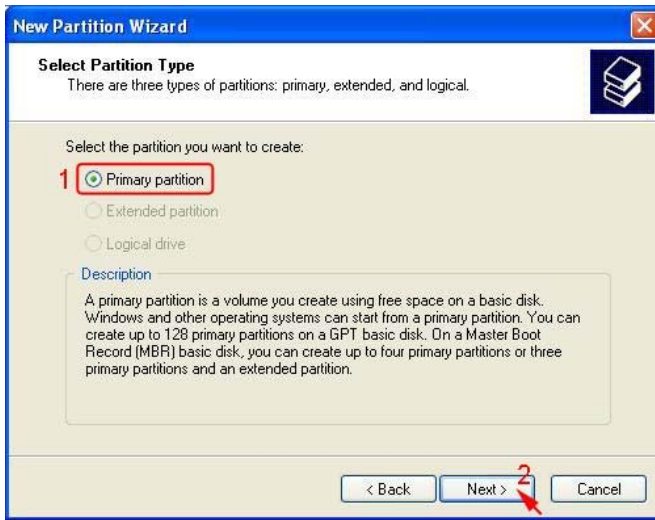 New Partition Wizard
Select Partition Type
There are three types of partitions: primary, extended, and logical.
Select the partition you want to create:
1 Primary partition
Extended partition
Logical drive
Description
A primary partition is a volume you create using free space on a basic disk.
Windows and other operating systems can start from a primary partition. You can
create up to 128 primary partitions on a GPT basic disk. On a Master Boot
Record (MBR) basic disk, you can create up to four primary partitions or three
primary partitions and an extended partition.
< Back Next > 2 Cancel